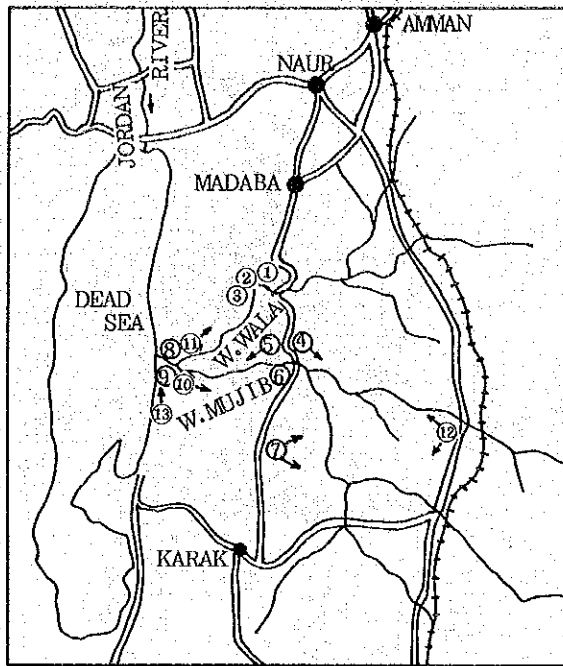 AMMAN
NAUR
JORDAN
RIVER
MADABA
① 
②
③
DEAD
SEA
W.WALA
④
⑤
⑥
⑧
⑪
⑨
⑩
⑬
W.MUJIB
⑦
⑫
KARAK